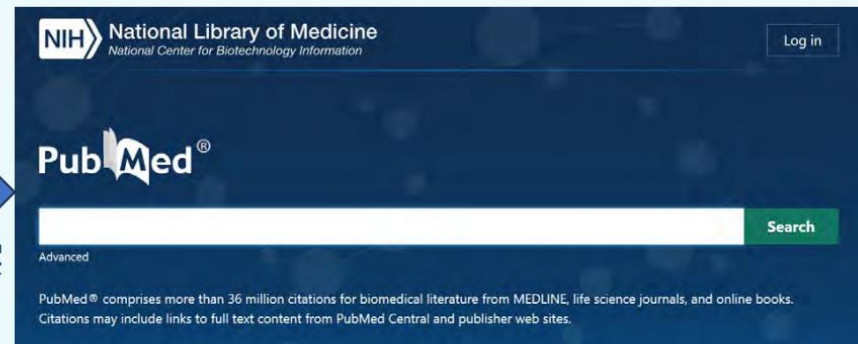 NIH National Library of Medicine
National Center for Biotechnology Information
Log in
PubMed®
Search
Advanced
PubMed® comprises more than 36 million citations for biomedical literature from MEDLINE, life science journals, and online books.
Citations may include links to full text content from PubMed Central and publisher web sites.